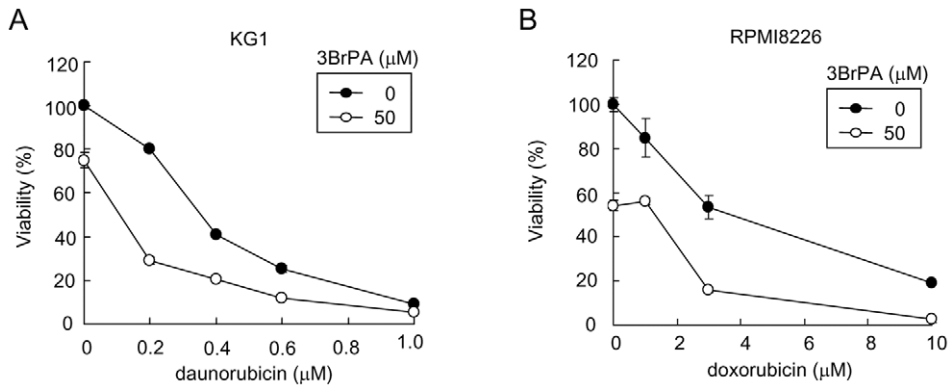 A
KG1
3BrPA (μM)
0
50
Viability (%)
120
100
80
60
40
20
0
0 0.2 0.4 0.6 0.8 1.0
daunorubicin (μM)
B
RPMI8226
3BrPA (μM)
0
50
Viability (%)
120
100
80
60
40
20
0
0 2 4 6 8 10
doxorubicin (μM)